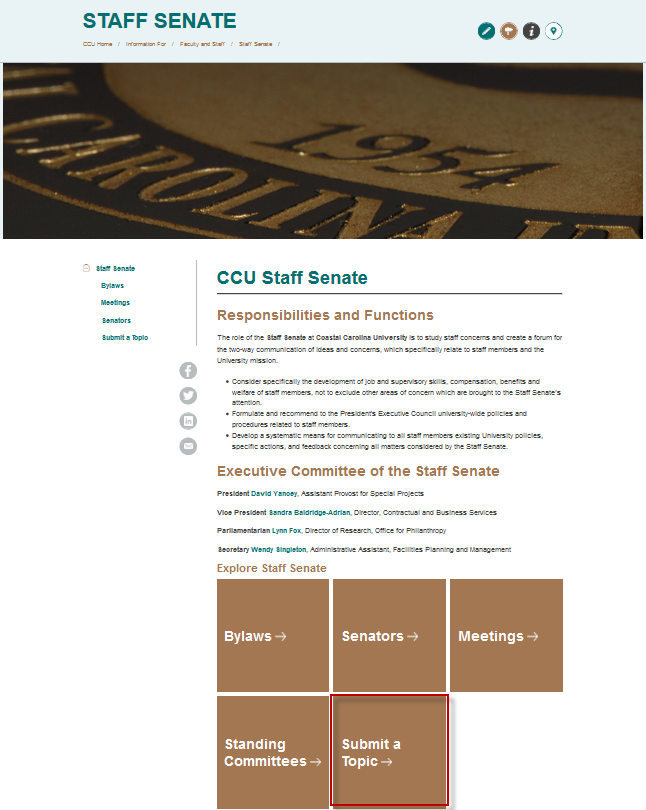 STAFF SENATE
CCU Home / Information For / Faculty and Staff / Staff Senate /
CAROLINA
1954
Staff Senate
Bylaws
Meetings
Senators
Submit a Topic
CCU Staff Senate
Responsibilities and Functions
The role of the Staff Senate at Coastal Carolina University is to study staff concerns and create a forum for
the two-way communication of ideas and concerns, which specifically relate to staff members and the
University mission.
• Consider specifically the development of job and supervisory skills, compensation, benefits and
welfare of staff members, not to exclude other areas of concern which are brought to the Staff Senate's
attention.
• Formulate and recommend to the President's Executive Council university-wide policies and
procedures related to staff members.
• Develop a systematic means for communicating to all staff members existing University policies,
specific actions, and feedback concerning all matters considered by the Staff Senate.
Executive Committee of the Staff Senate
President David Yancey, Assistant Provost for Special Projects
Vice President Sandra Baldridge-Adrian, Director, Contractual and Business Services
Parliamentarian Lynn Fox, Director of Research, Office for Philanthropy
Secretary Wendy Singleton, Administrative Assistant, Facilities Planning and Management
Explore Staff Senate
Bylaws →
Senators →
Meetings →
Standing
Committees →
Submit a
Topic →